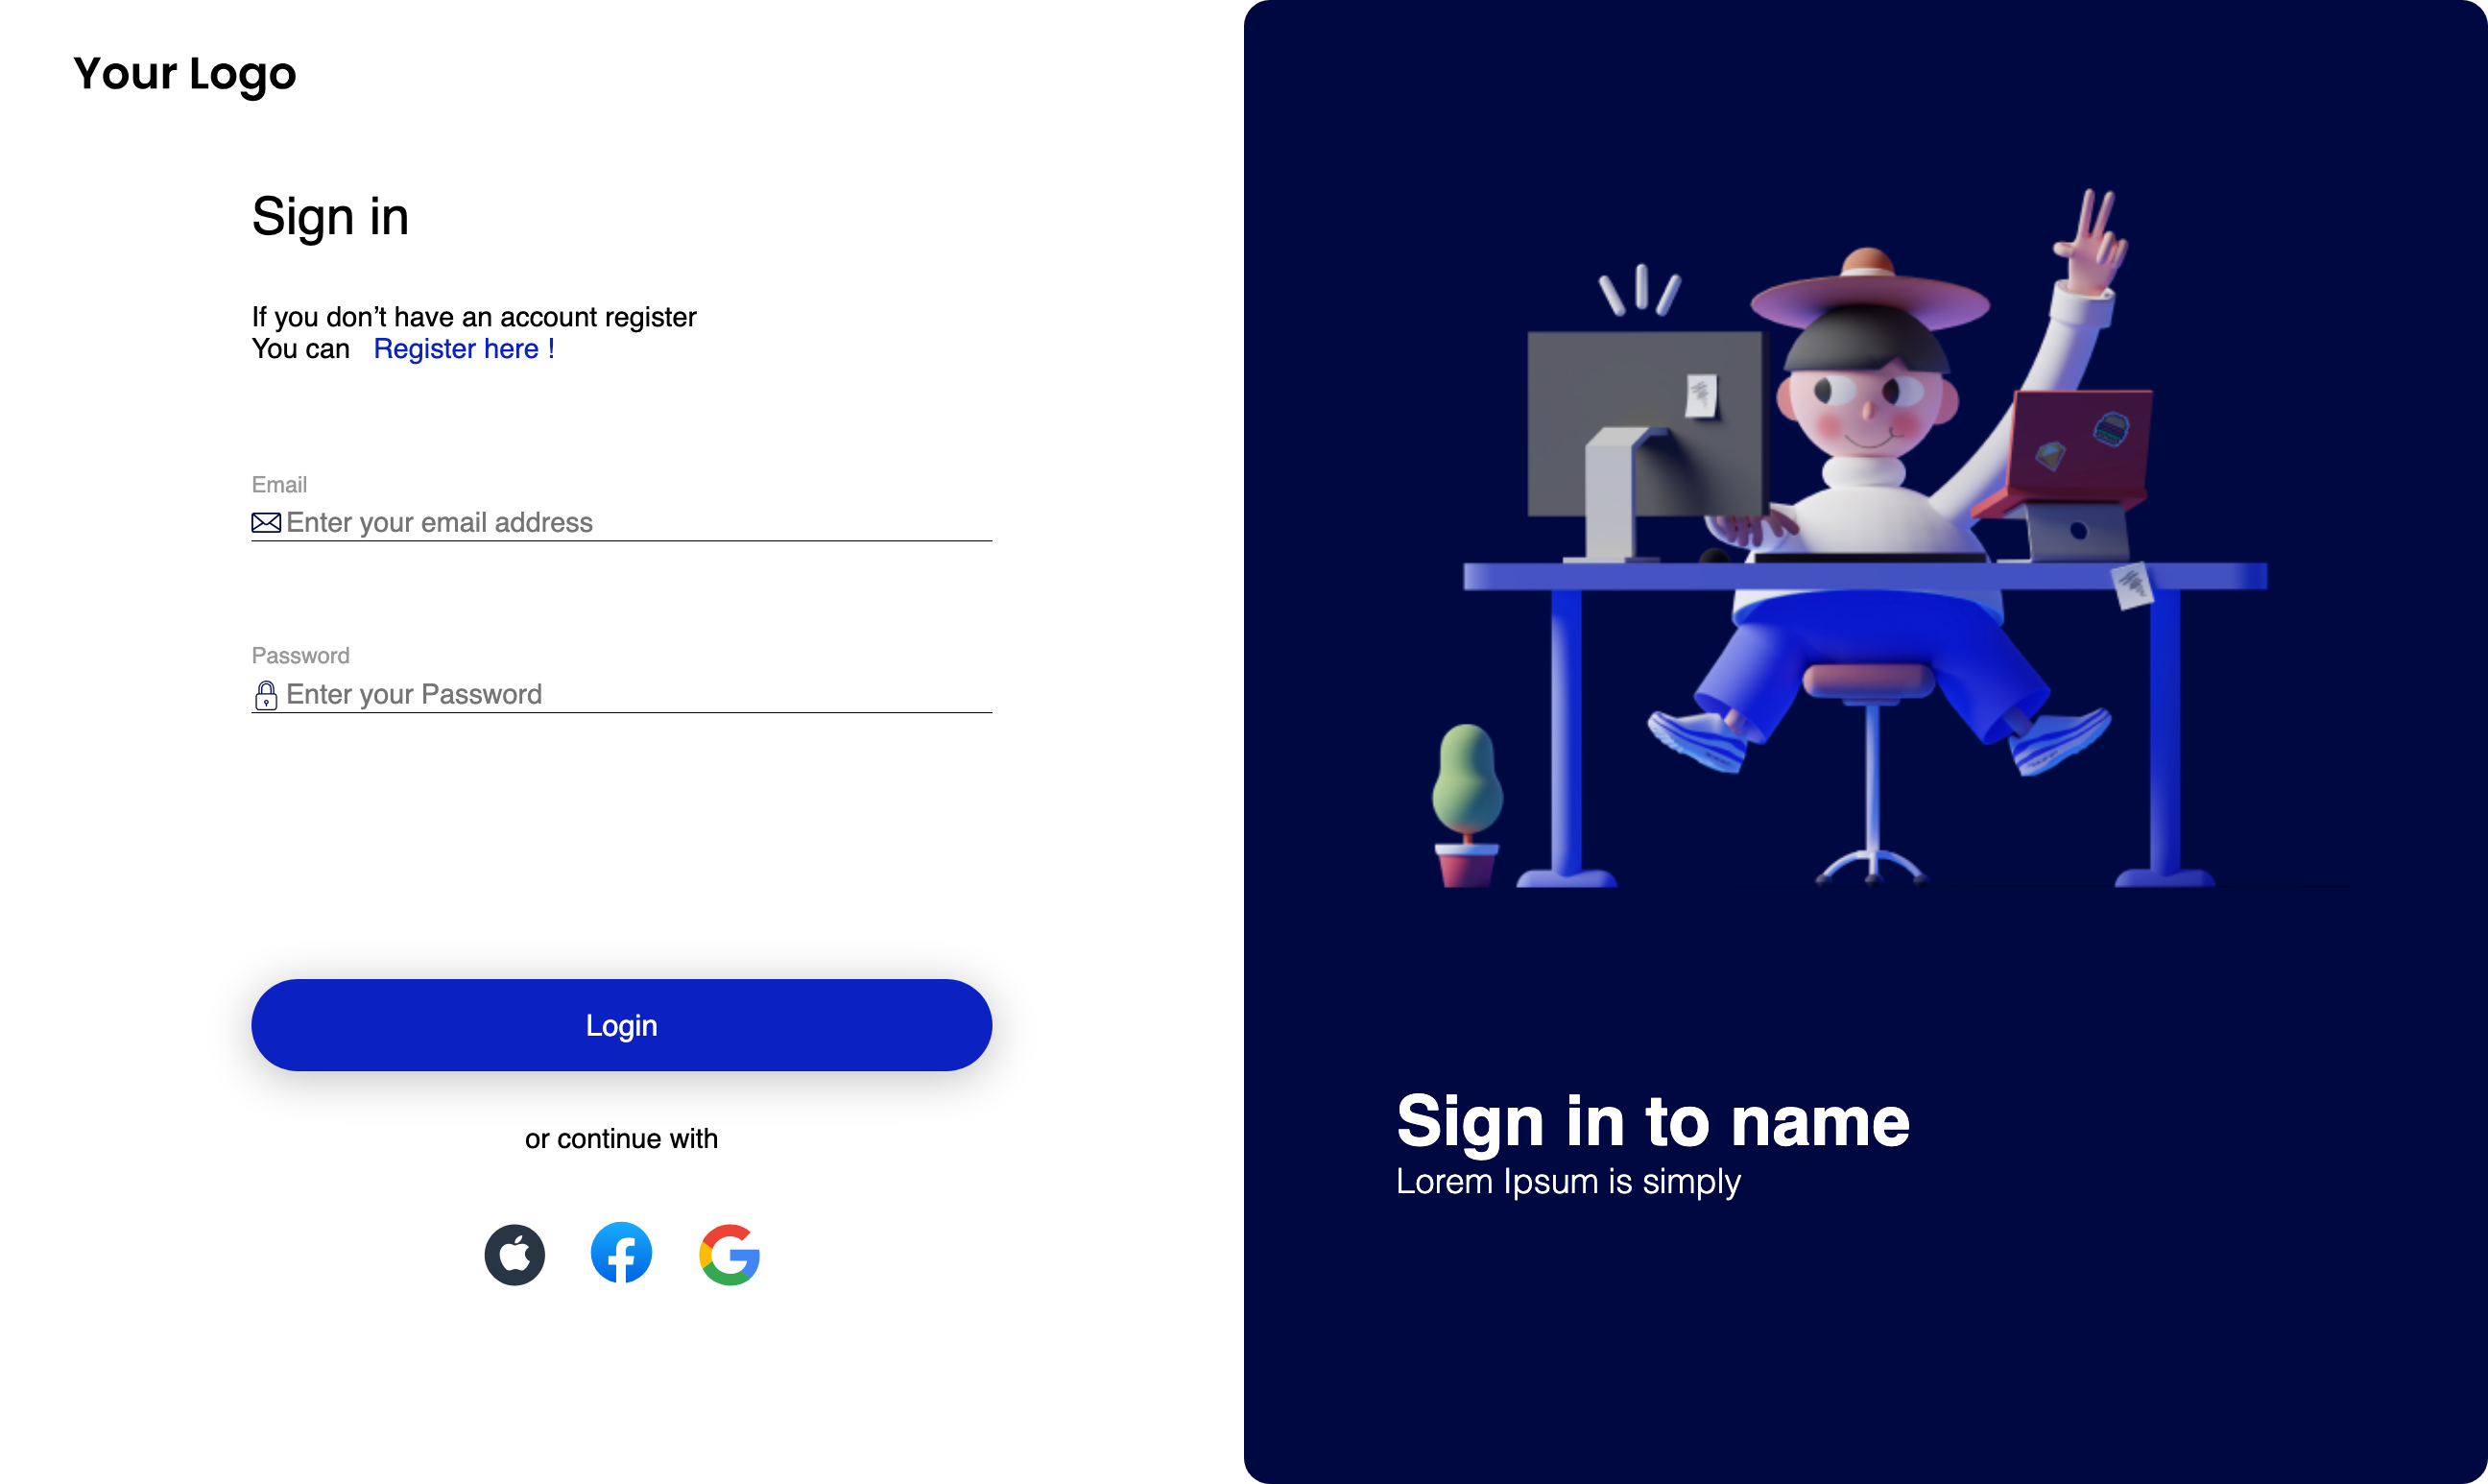 Your Logo
Sign in
If you don’t have an account register
You can Register here !
Email
Enter your email address
Password
Enter your Password
Login
or continue with
Sign in to name
Lorem Ipsum is simply